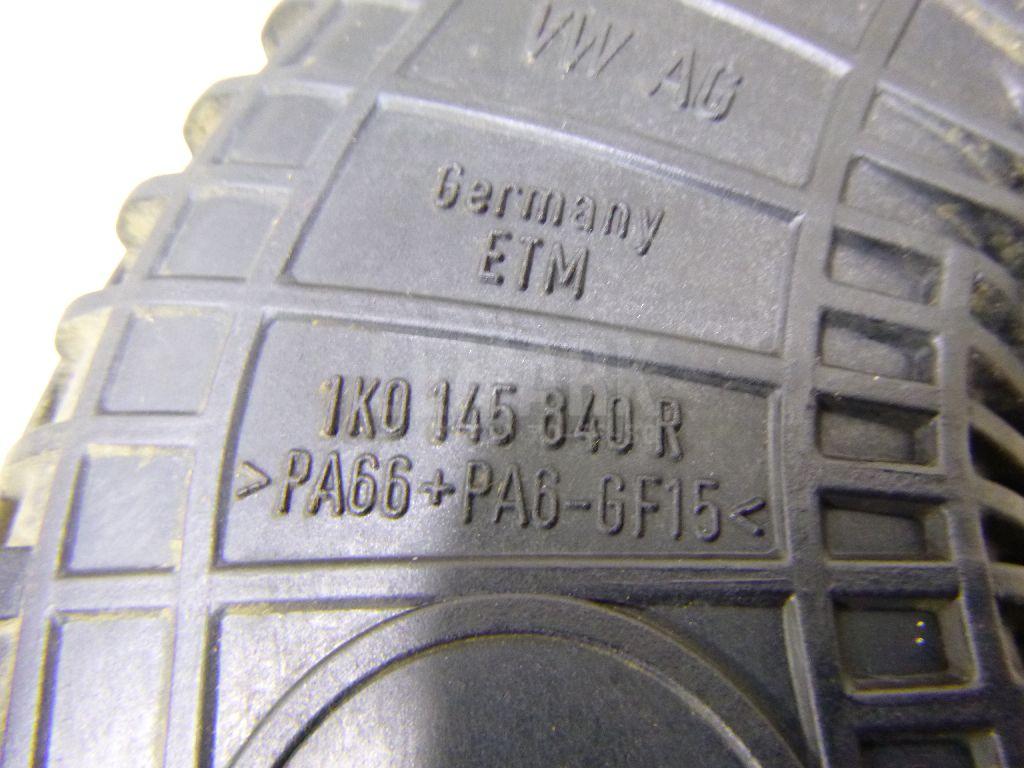 VW AG
Germany
ETM
1K0 145 840 R
>PA66+PA6-GF15<